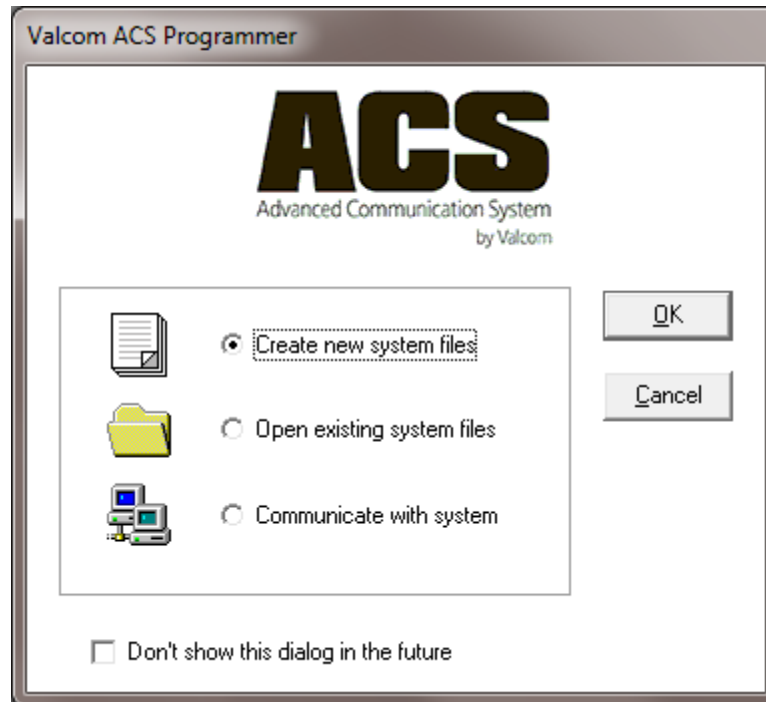 Valcom ACS Programmer
ACS
Advanced Communication System
by Valcom
Create new system files
OK
Open existing system files
Cancel
Communicate with system
Don't show this dialog in the future